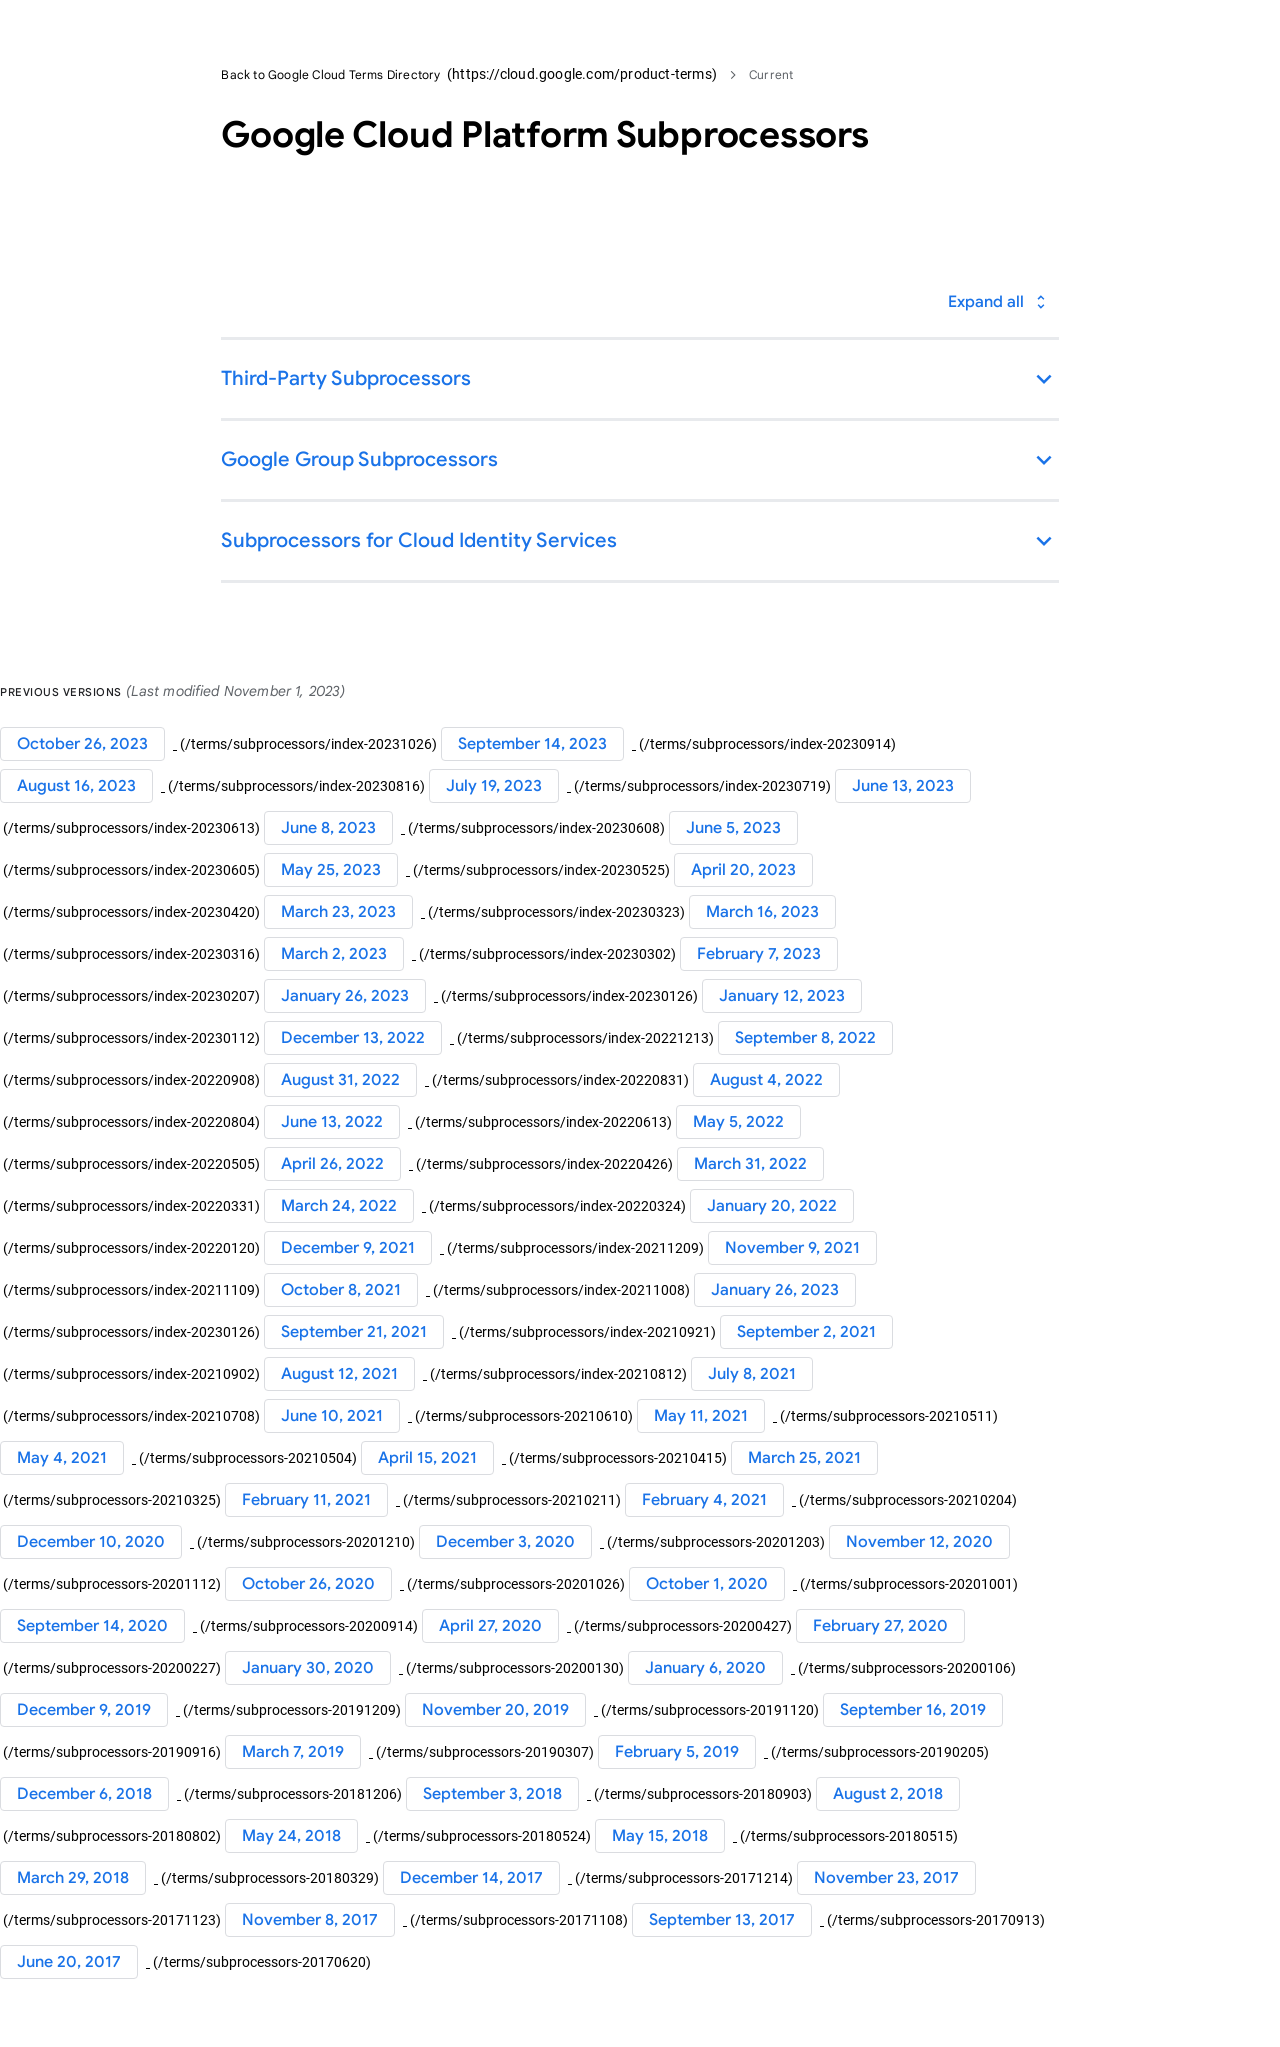 Back to Google Cloud Terms Directory (https://cloud.google.com/product-terms) > Current
Google Cloud Platform Subprocessors
Expand all
Third-Party Subprocessors
Google Group Subprocessors
Subprocessors for Cloud Identity Services
PREVIOUS VERSIONS (Last modified November 1, 2023)
October 26, 2023 (/terms/subprocessors/index-20231026) September 14, 2023 (/terms/subprocessors/index-20230914)
August 16, 2023 (/terms/subprocessors/index-20230816) July 19, 2023 (/terms/subprocessors/index-20230719) June 13, 2023
(/terms/subprocessors/index-20230613) June 8, 2023 (/terms/subprocessors/index-20230608) June 5, 2023
(/terms/subprocessors/index-20230605) May 25, 2023 (/terms/subprocessors/index-20230525) April 20, 2023
(/terms/subprocessors/index-20230420) March 23, 2023 (/terms/subprocessors/index-20230323) March 16, 2023
(/terms/subprocessors/index-20230316) March 2, 2023 (/terms/subprocessors/index-20230302) February 7, 2023
(/terms/subprocessors/index-20230207) January 26, 2023 (/terms/subprocessors/index-20230126) January 12, 2023
(/terms/subprocessors/index-20230112) December 13, 2022 (/terms/subprocessors/index-20221213) September 8, 2022
(/terms/subprocessors/index-20220908) August 31, 2022 (/terms/subprocessors/index-20220831) August 4, 2022
(/terms/subprocessors/index-20220804) June 13, 2022 (/terms/subprocessors/index-20220613) May 5, 2022
(/terms/subprocessors/index-20220505) April 26, 2022 (/terms/subprocessors/index-20220426) March 31, 2022
(/terms/subprocessors/index-20220331) March 24, 2022 (/terms/subprocessors/index-20220324) January 20, 2022
(/terms/subprocessors/index-20220120) December 9, 2021 (/terms/subprocessors/index-20211209) November 9, 2021
(/terms/subprocessors/index-20211109) October 8, 2021 (/terms/subprocessors/index-20211008) January 26, 2023
(/terms/subprocessors/index-20230126) September 21, 2021 (/terms/subprocessors/index-20210921) September 2, 2021
(/terms/subprocessors/index-20210902) August 12, 2021 (/terms/subprocessors/index-20210812) July 8, 2021
(/terms/subprocessors/index-20210708) June 10, 2021 (/terms/subprocessors-20210610) May 11, 2021 (/terms/subprocessors-20210511)
May 4, 2021 (/terms/subprocessors-20210504) April 15, 2021 (/terms/subprocessors-20210415) March 25, 2021
(/terms/subprocessors-20210325) February 11, 2021 (/terms/subprocessors-20210211) February 4, 2021 (/terms/subprocessors-20210204)
December 10, 2020 (/terms/subprocessors-20201210) December 3, 2020 (/terms/subprocessors-20201203) November 12, 2020
(/terms/subprocessors-20201112) October 26, 2020 (/terms/subprocessors-20201026) October 1, 2020 (/terms/subprocessors-20201001)
September 14, 2020 (/terms/subprocessors-20200914) April 27, 2020 (/terms/subprocessors-20200427) February 27, 2020
(/terms/subprocessors-20200227) January 30, 2020 (/terms/subprocessors-20200130) January 6, 2020 (/terms/subprocessors-20200106)
December 9, 2019 (/terms/subprocessors-20191209) November 20, 2019 (/terms/subprocessors-20191120) September 16, 2019
(/terms/subprocessors-20190916) March 7, 2019 (/terms/subprocessors-20190307) February 5, 2019 (/terms/subprocessors-20190205)
December 6, 2018 (/terms/subprocessors-20181206) September 3, 2018 (/terms/subprocessors-20180903) August 2, 2018
(/terms/subprocessors-20180802) May 24, 2018 (/terms/subprocessors-20180524) May 15, 2018 (/terms/subprocessors-20180515)
March 29, 2018 (/terms/subprocessors-20180329) December 14, 2017 (/terms/subprocessors-20171214) November 23, 2017
(/terms/subprocessors-20171123) November 8, 2017 (/terms/subprocessors-20171108) September 13, 2017 (/terms/subprocessors-20170913)
June 20, 2017 (/terms/subprocessors-20170620)